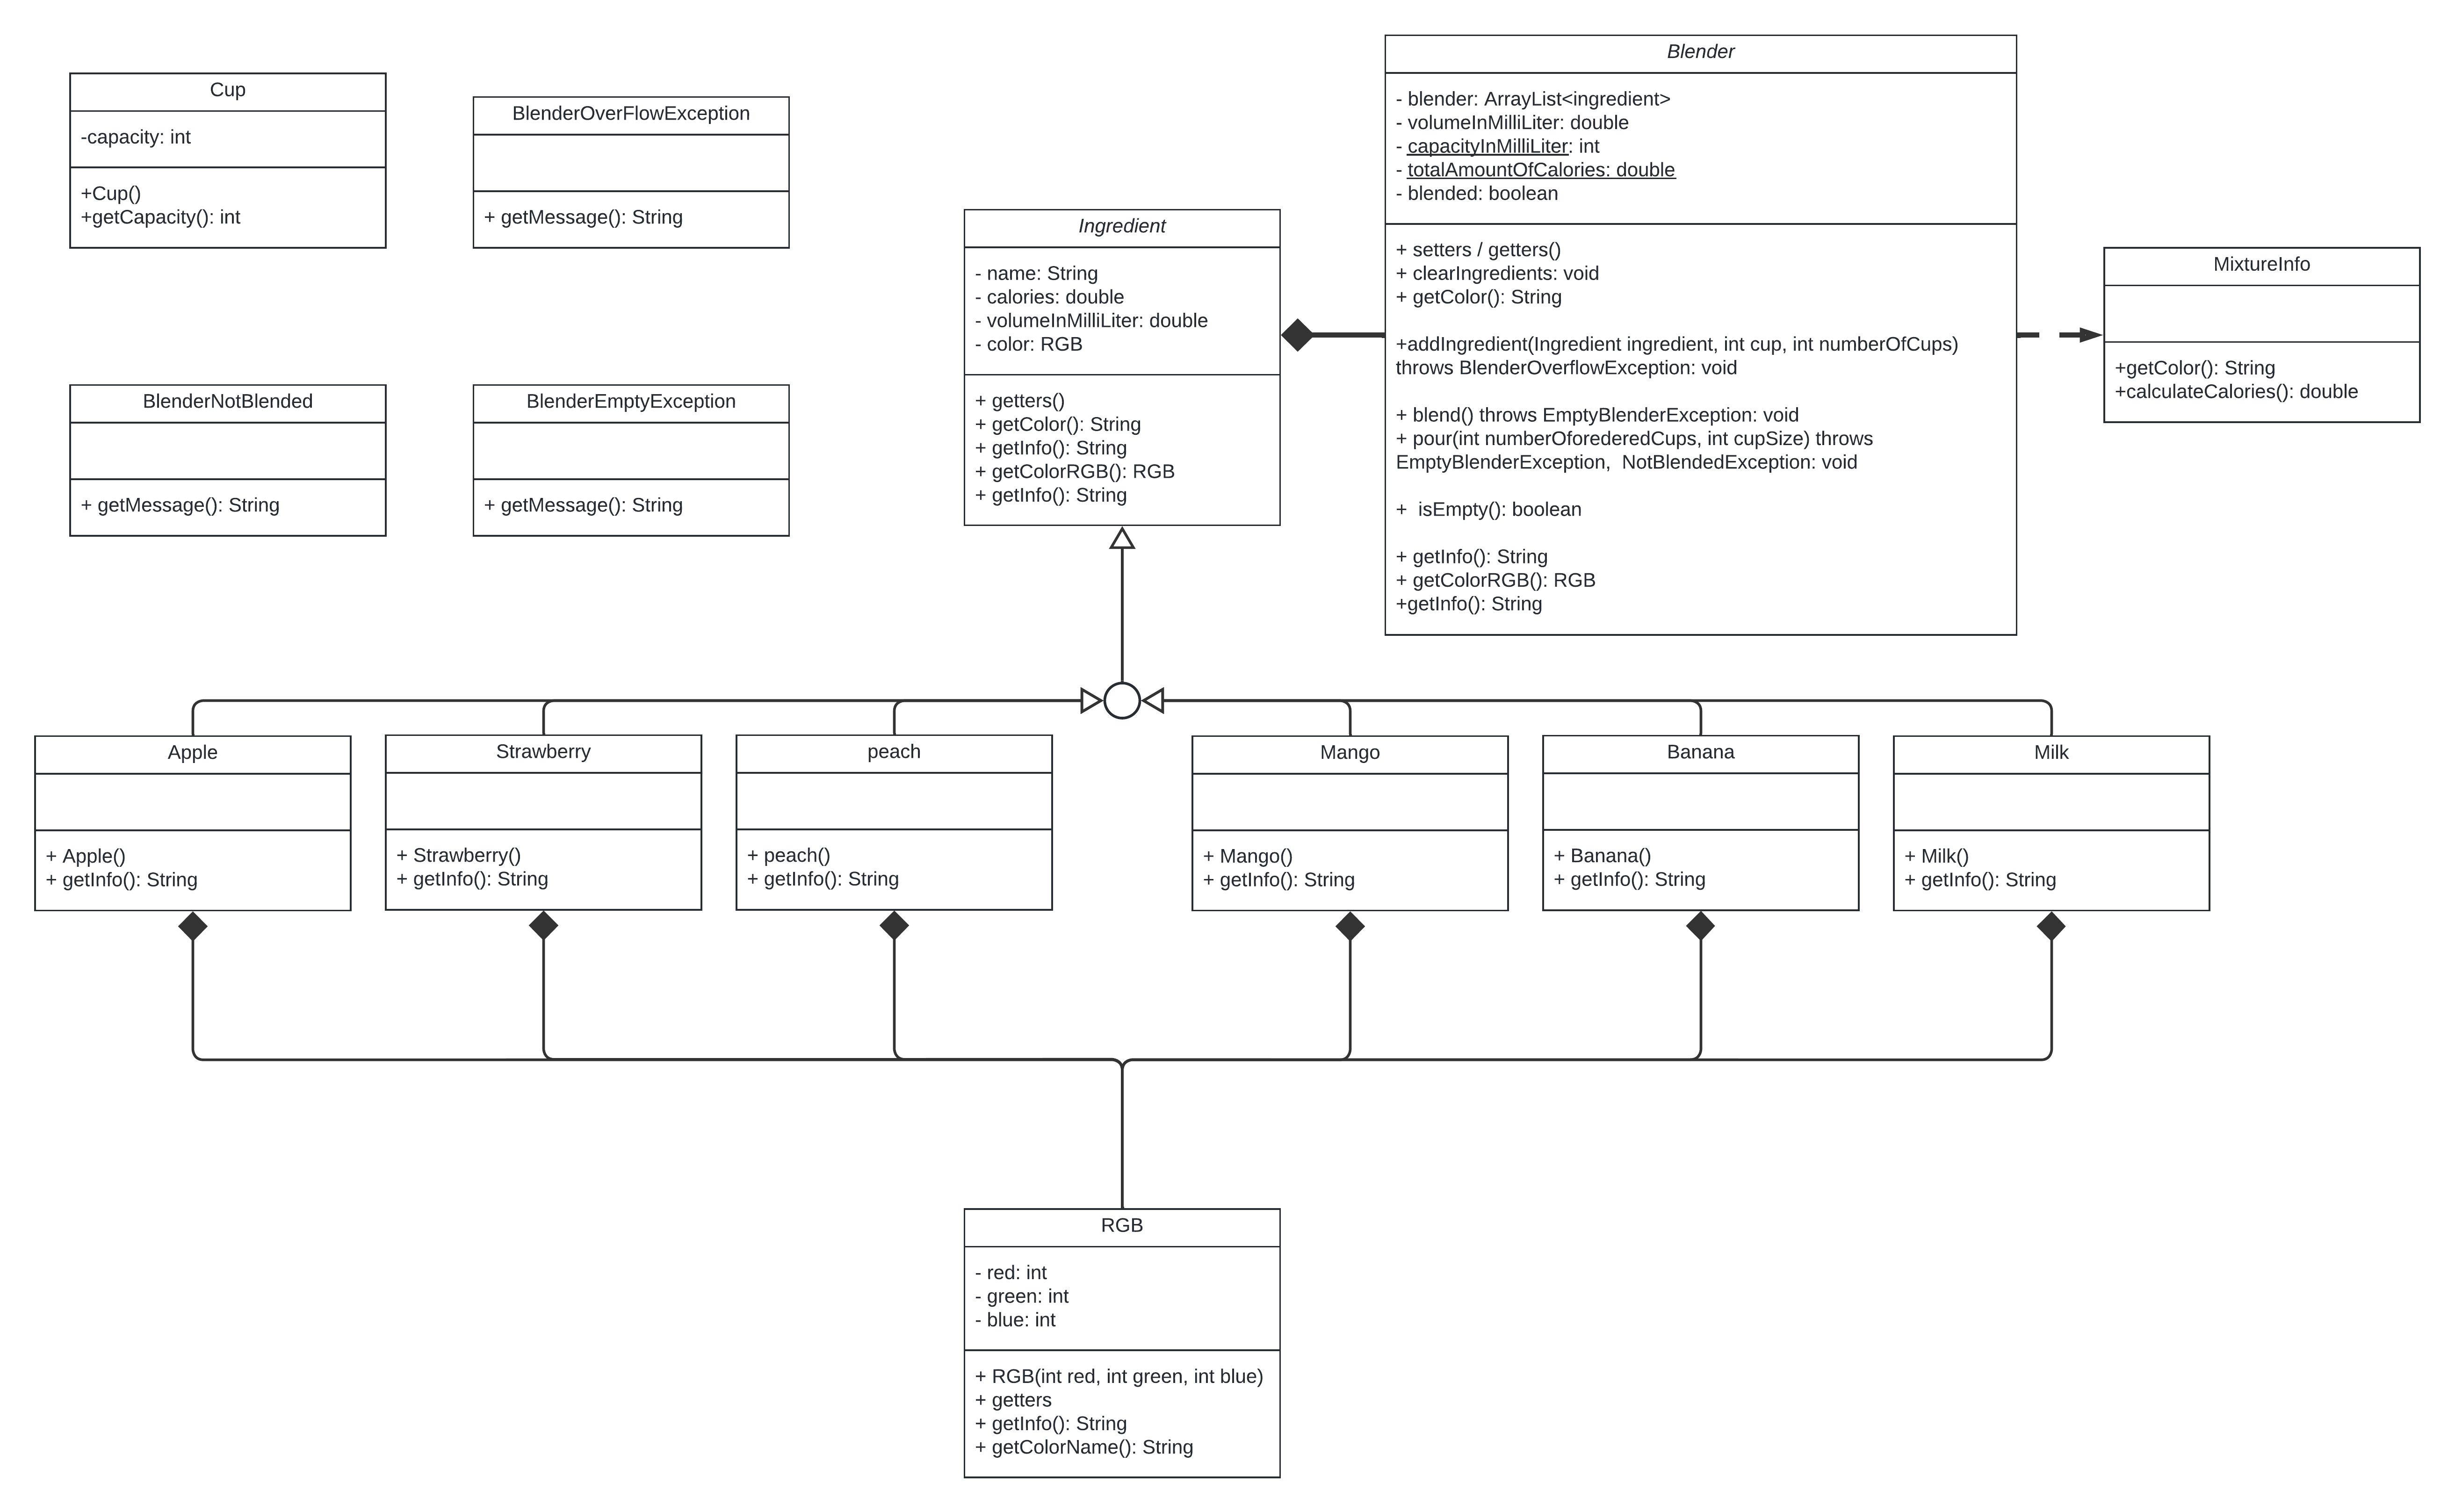 Cup
-capacity: int
+Cup()
+getCapacity(): int
BlenderOverFlowException
+ getMessage(): String
BlenderNotBlended
+ getMessage(): String
BlenderEmptyException
+ getMessage(): String
Ingredient
- name: String
- calories: double
- volumeInMilliLiter: double
- color: RGB
+ getters()
+ getColor(): String
+ getInfo(): String
+ getColorRGB(): RGB
+ getInfo(): String
Blender
- blender: ArrayList<ingredient>
- volumeInMilliLiter: double
- capacityInMilliLiter: int
- totalAmountOfCalories: double
- blended: boolean
+ setters / getters()
+ clearIngredients: void
+ getColor(): String
+addIngredient(Ingredient ingredient, int cup, int numberOfCups)
throws BlenderOverflowException: void
+ blend() throws EmptyBlenderException: void
+ pour(int numberOforederedCups, int cupSize) throws
EmptyBlenderException,  NotBlendedException: void
+  isEmpty(): boolean
+ getInfo(): String
+ getColorRGB(): RGB
+getInfo(): String
MixtureInfo
+getColor(): String
+calculateCalories(): double
Apple
+ Apple()
+ getInfo(): String
Strawberry
+ Strawberry()
+ getInfo(): String
peach
+ peach()
+ getInfo(): String
Mango
+ Mango()
+ getInfo(): String
Banana
+ Banana()
+ getInfo(): String
Milk
+ Milk()
+ getInfo(): String
RGB
- red: int
- green: int
- blue: int
+ RGB(int red, int green, int blue)
+ getters
+ getInfo(): String
+ getColorName(): String